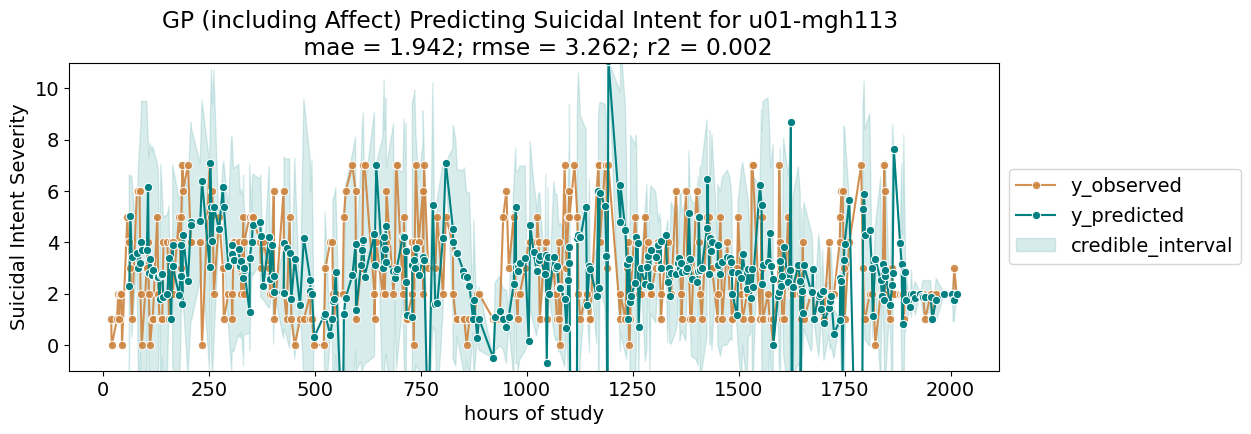 GP (including Affect) Predicting Suicidal Intent for u01-mgh113
mae = 1.942; rmse = 3.262; r2 = 0.002
Suicidal Intent Severity
10
8
6
4
2
0
0 250 500 750 1000 1250 1500 1750 2000
hours of study
y_observed
y_predicted
credible_interval